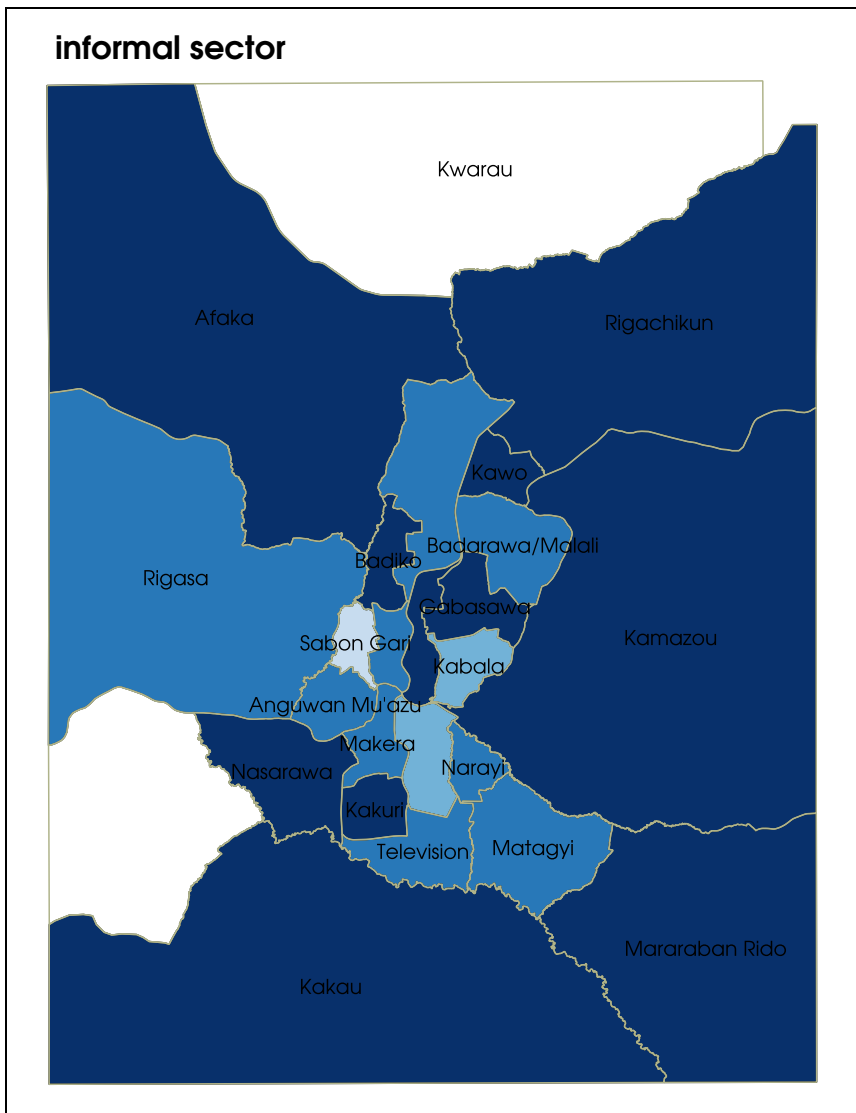 informal sector
Kwarau
Afaka
Rigachikun
Kawo
Badarawa/Malali
Badiko
Rigasa
Gabasawa
Kamazou
Sabon Gari
Kabala
Anguwan Mu'azu
Makera
Narayi
Nasarawa
Kakuri
Television
Matagyi
Mararaban Rido
Kakau